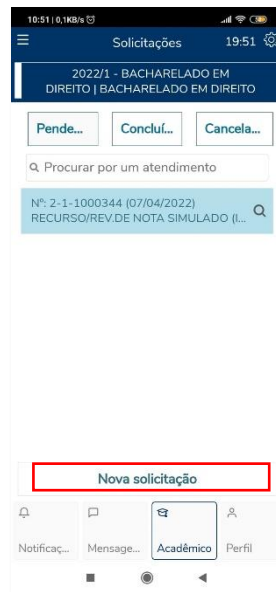 10:51 | 0,1KB/s
Solicitações 19:51
2022/1 - BACHARELADO EM
DIREITO | BACHARELADO EM DIREITO
Pende... Concluí... Cancela...
Procurar por um atendimento
Nº: 2-1-1000344 (07/04/2022)
RECURSO/REV.DE NOTA SIMULADO (I...
Nova solicitação
Notificaç... Mensage... Acadêmico Perfil